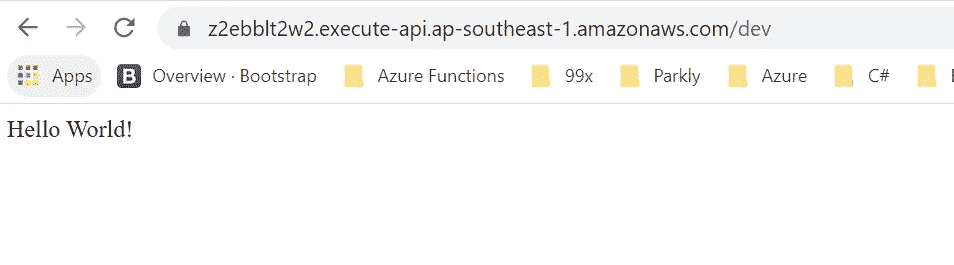 z2ebblt2w2.execute-api.ap-southeast-1.amazonaws.com/dev
Apps B Overview · Bootstrap Azure Functions 99x Parkly Azure C#
Hello World!